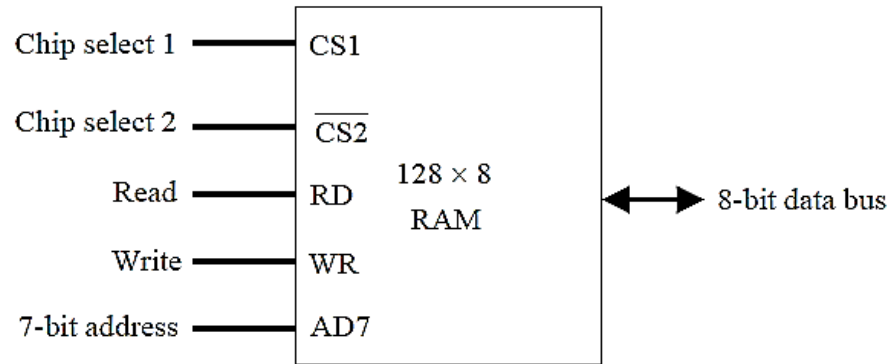 Chip select 1 CS1
Chip select 2 C̅S̅2̅
Read RD 128 × 8
RAM 8-bit data bus
Write WR
7-bit address AD7